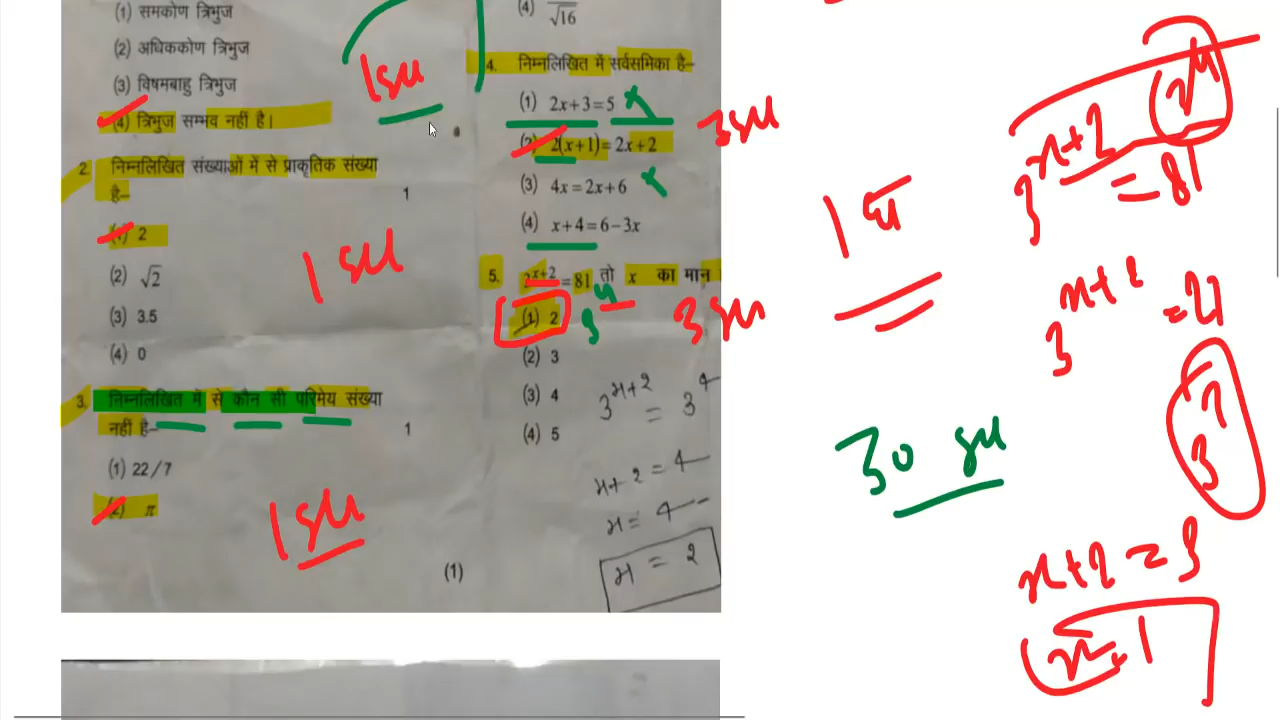 (1) समकोण त्रिभुज
(2) अधिककोण त्रिभुज
(3) विषमबाहु त्रिभुज
(4) त्रिभुज सम्भव नहीं है।
2. निम्नलिखित संख्याओं में से प्राकृतिक संख्या
है– 1
(1) 2
(2) √2
(3) 3.5
(4) 0
3. निम्नलिखित में से कौन सी परिमेय संख्या
नहीं है– 1
(1) 22/7
(2) π
(1)
(4) √16
4. निम्नलिखित में सर्वसमिका है–
(1) 2x+3=5
(2) 2(x+1)=2x+2
(3) 4x=2x+6
(4) x+4=6−3x
5. 3^{x+2}=81 तो x का मान
(1) 2
(2) 3
(3) 4
(4) 5
3^{x+2} = 3^4
x+2 = 4
x = 4−
x = 2
3^{x+2} = 81
3^{x+2} = 27
30
x+2 = 3